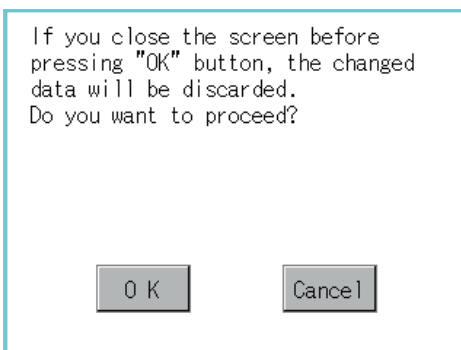 If you close the screen before
pressing "OK" button, the changed
data will be discarded.
Do you want to proceed?
O K
Cancel